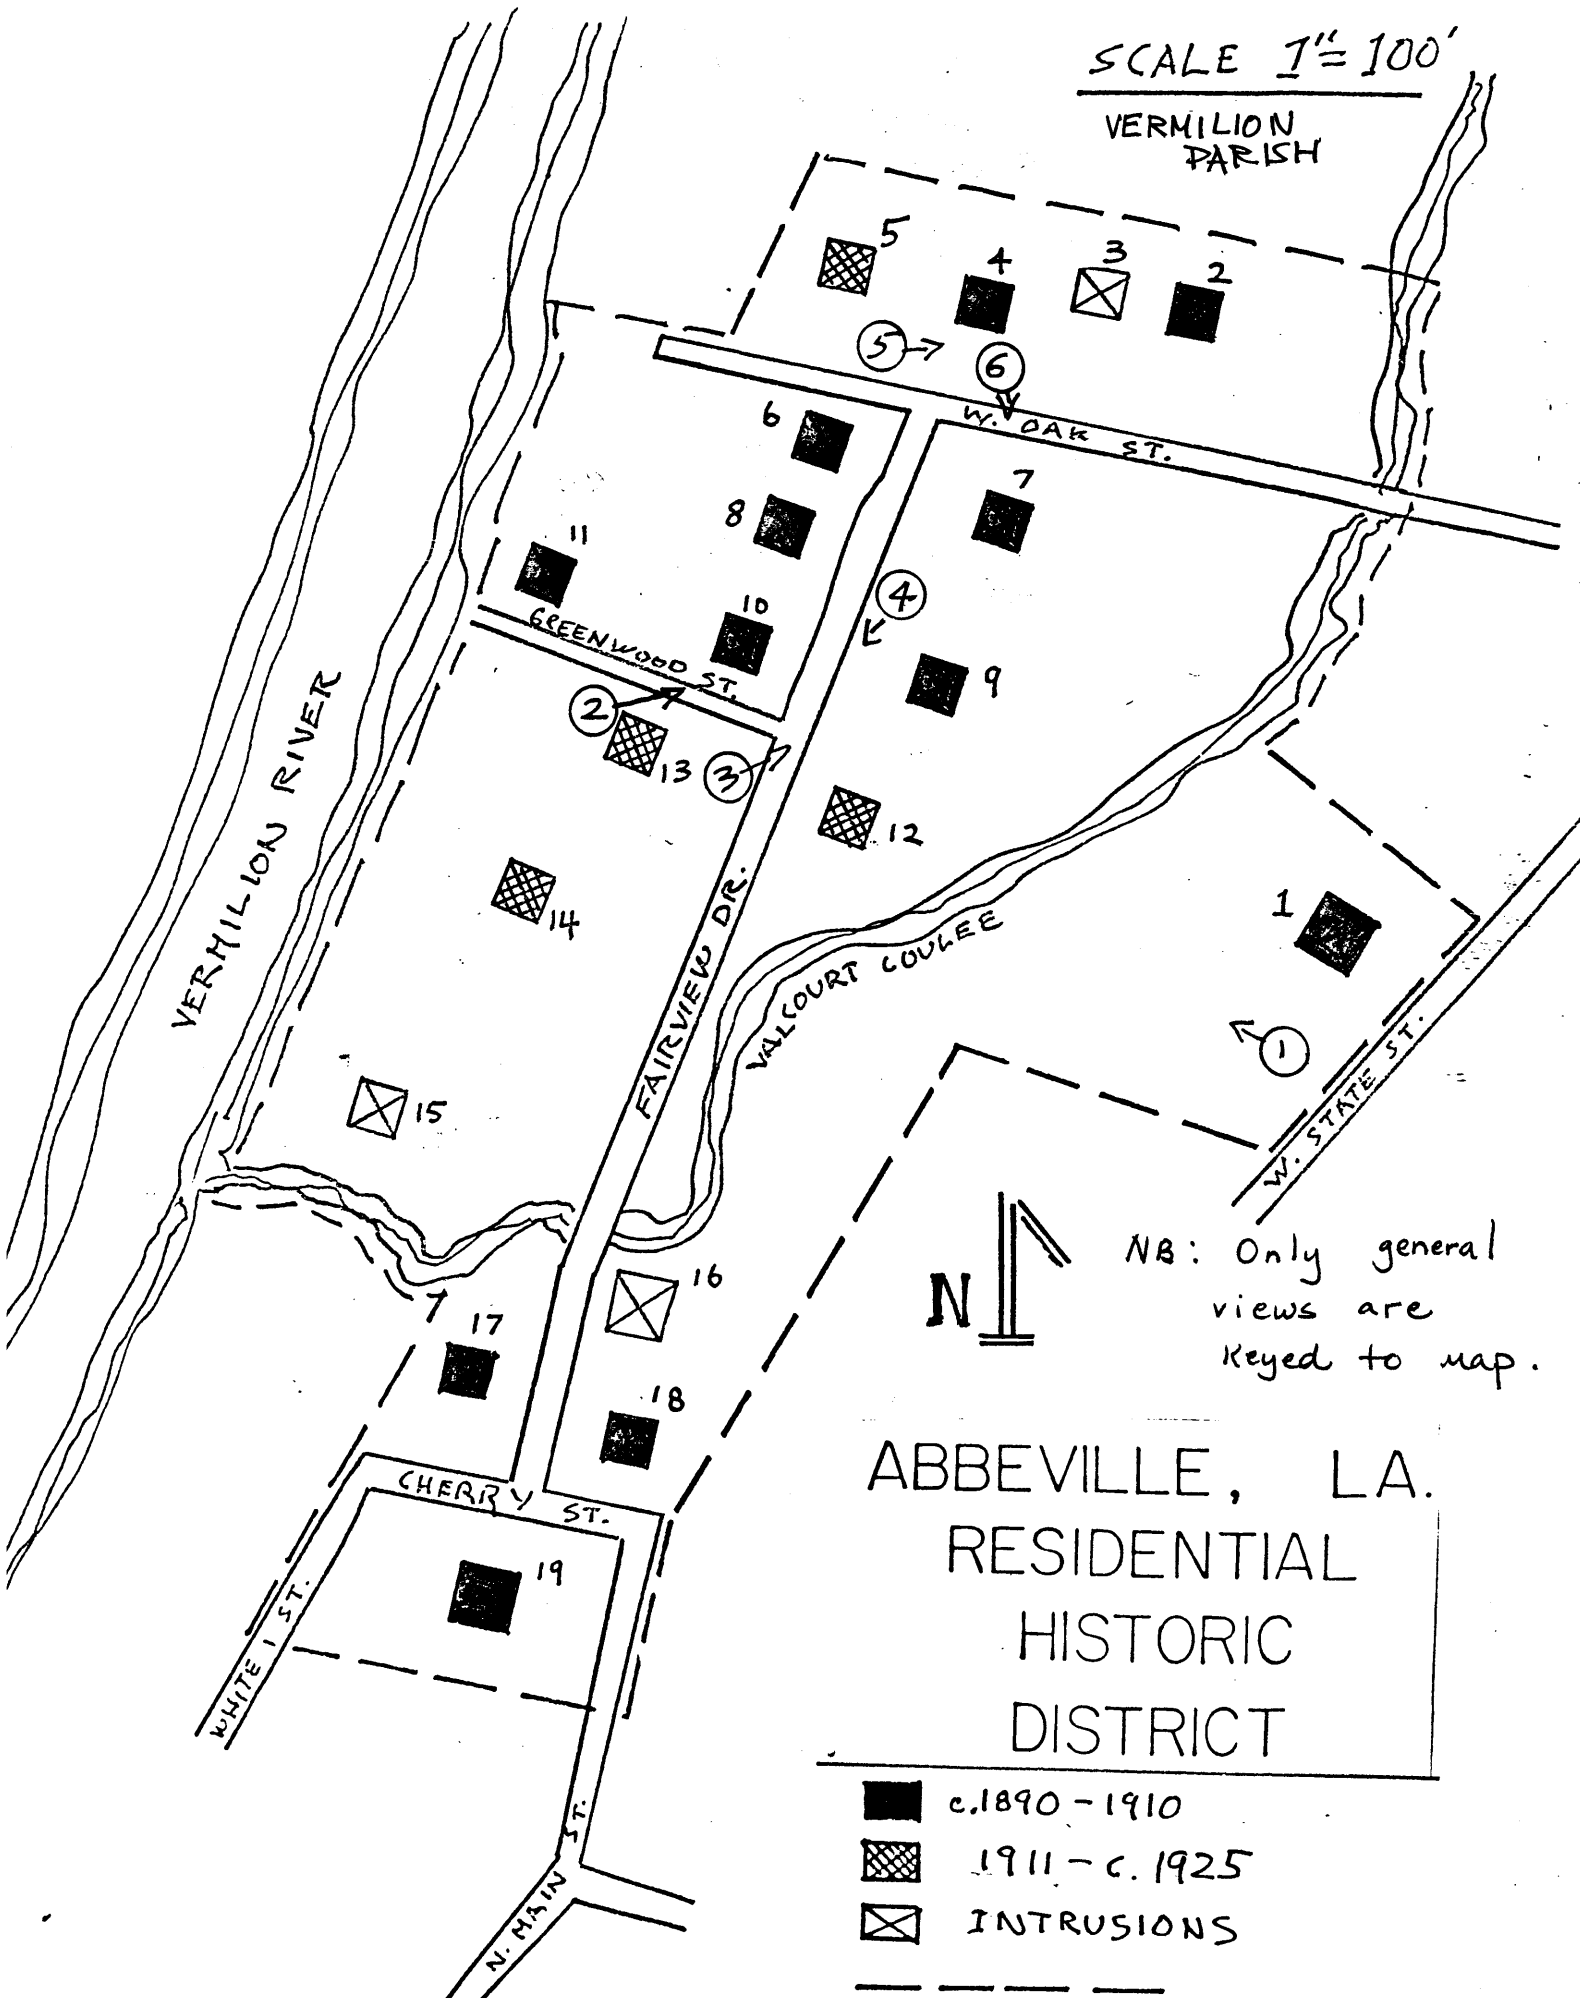 SCALE 1"=100'
VERMILION
PARISH
5
4
3
2
5
6
W. OAK ST.
6
7
8
11
4
10
GREENWOOD ST.
9
2
13
3
12
VERMILION RIVER
14
FAIRVIEW DR.
VALCOURT COULEE
1
1
W. STATE ST.
15
N
NB: Only general
views are
Keyed to map.
16
17
18
CHERRY ST.
19
WHITE 1 ST.
N. MAIN ST.
ABBEVILLE, LA.
RESIDENTIAL
HISTORIC
DISTRICT
c.1890-1910
1911-c.1925
INTRUSIONS